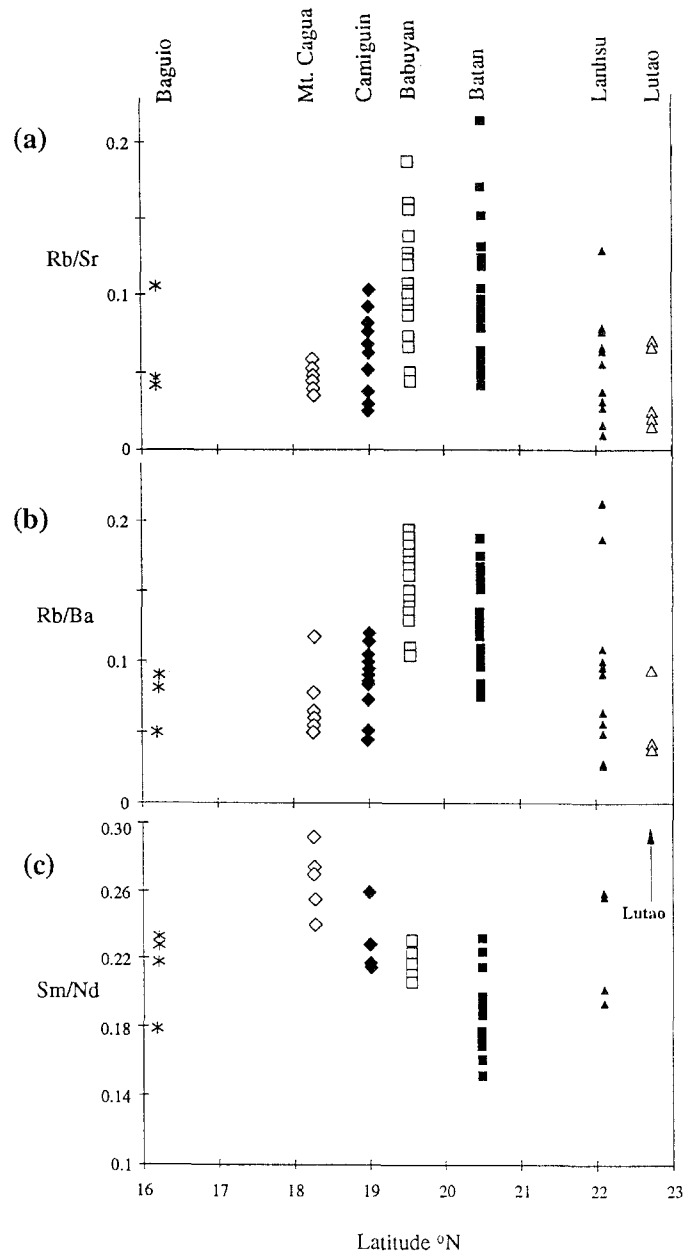 Baguio
Mt. Cagua
Camiguin
Babuyan
Batan
Lanhsu
Lutao
(a)
0.2
Rb/Sr
0.1
0
(b)
0.2
Rb/Ba
0.1
0
(c)
0.30
0.26
Lutao
0.22
Sm/Nd
0.18
0.14
0.1
16 17 18 19 20 21 22 23
Latitude ºN